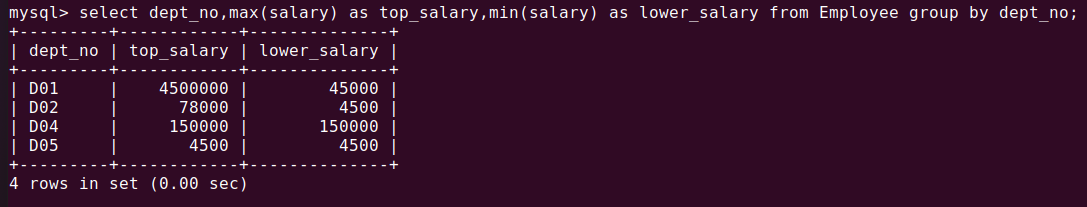 mysql> select dept_no,max(salary) as top_salary,min(salary) as lower_salary from Employee group by dept_no;
+---------+------------+--------------+
| dept_no | top_salary | lower_salary |
+---------+------------+--------------+
| D01     |    4500000 |        45000 |
| D02     |      78000 |         4500 |
| D04     |     150000 |       150000 |
| D05     |       4500 |         4500 |
+---------+------------+--------------+
4 rows in set (0.00 sec)